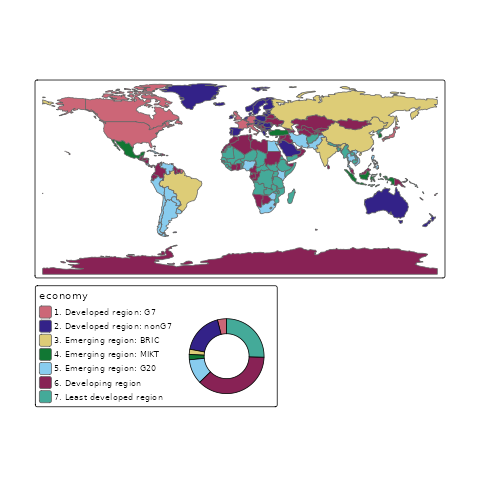 economy
1. Developed region: G7
2. Developed region: nonG7
3. Emerging region: BRIC
4. Emerging region: MIKT
5. Emerging region: G20
6. Developing region
7. Least developed region